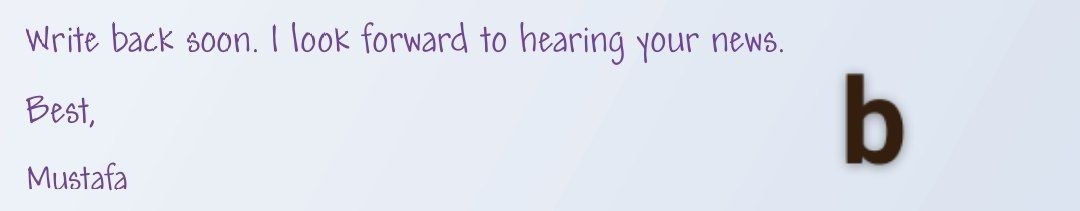 Write back soon. I look forward to hearing your news.
Best,
b
Mustafa